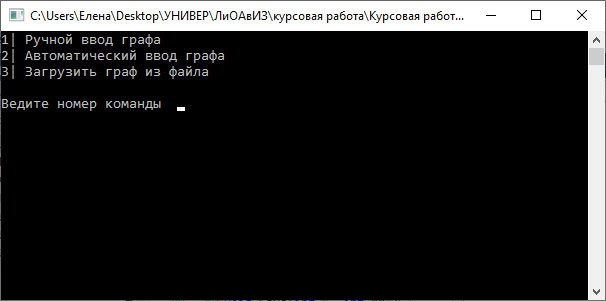 C:\Users\Елена\Desktop\УНИВЕР\ЛиОАвИЗ\курсовая работа\Курсовая работ...
1| Ручной ввод графа
2| Автоматический ввод графа
3| Загрузить граф из файла
Ведите номер команды